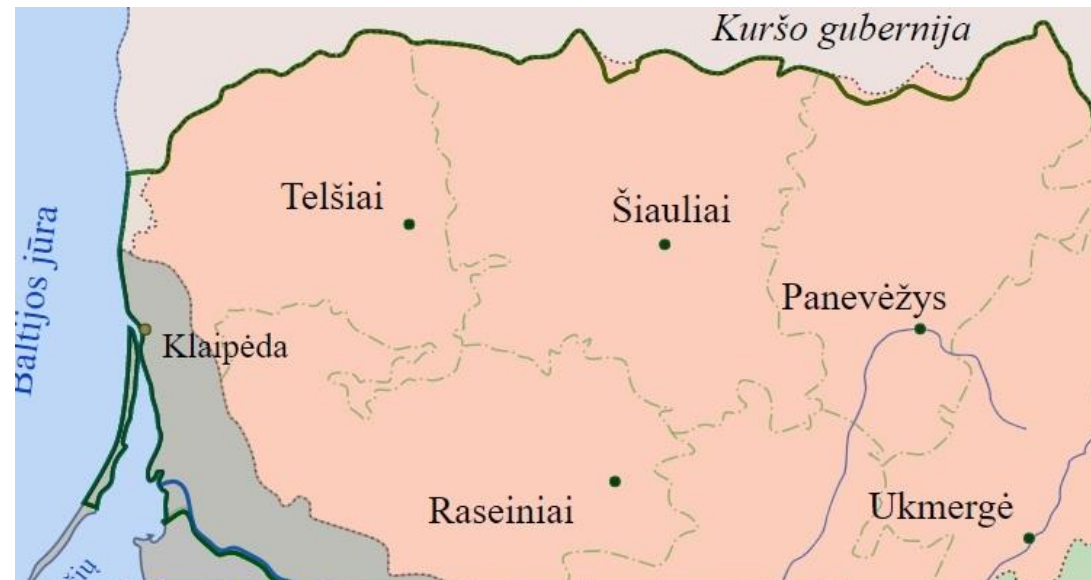 Kuršo gubernija
Telšiai
Šiauliai
Baltijos jūra
Panevėžys
Klaipėda
Raseiniai
Ukmergė